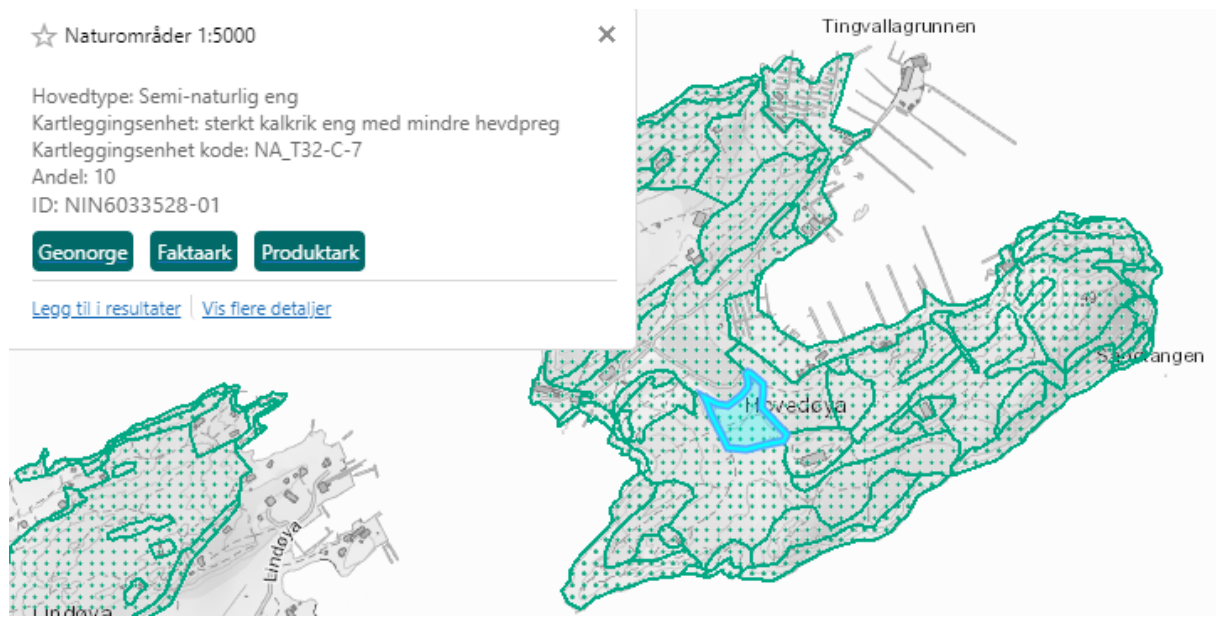 Naturområder 1:5000
Hovedtype: Semi-naturlig eng
Kartleggingsenhet: sterkt kalkrik eng med mindre hevdpreg
Kartleggingsenhet kode: NA_T32-C-7
Andel: 10
ID: NIN6033528-01
Geonorge Faktaark Produktark
Legg til i resultater Vis flere detaljer
Tingvallagrunnen
49
Hovedøya
Lindøya
Lindøya